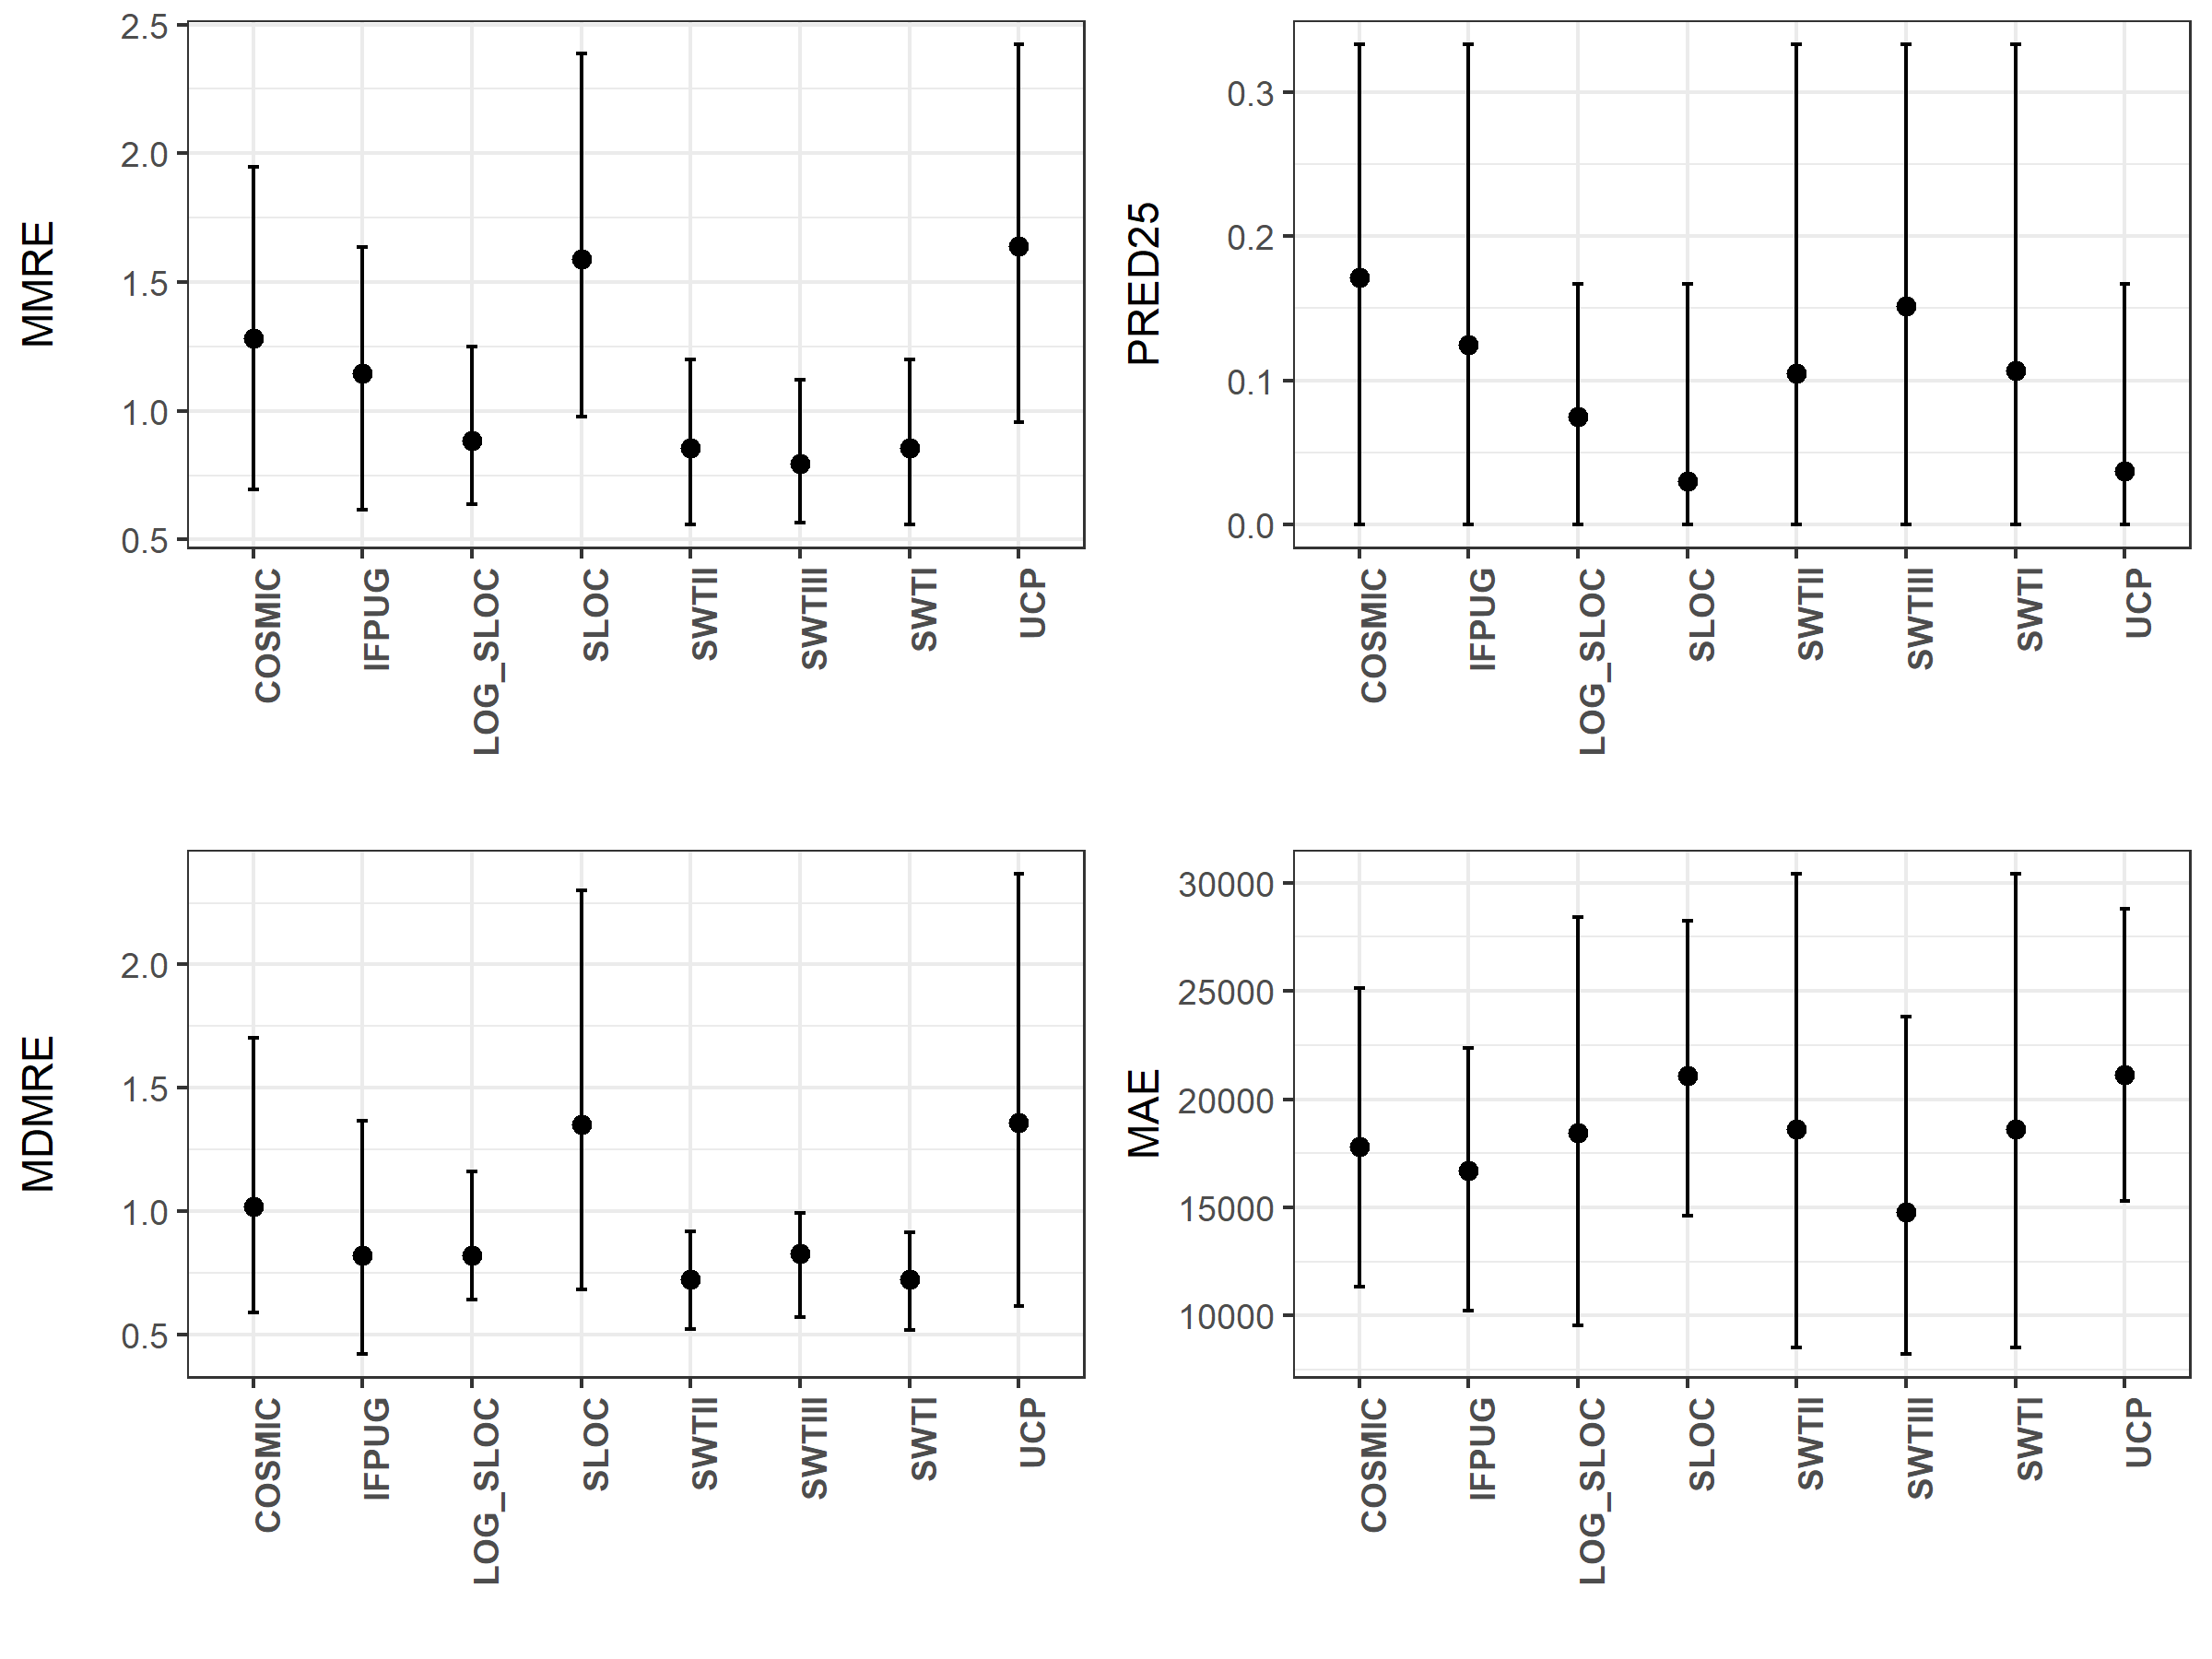 MMRE
2.5
2.0
1.5
1.0
0.5
COSMIC
IFPUG
LOG_SLOC
SLOC
SWTII
SWTIII
SWTI
UCP
PRED25
0.3
0.2
0.1
0.0
COSMIC
IFPUG
LOG_SLOC
SLOC
SWTII
SWTIII
SWTI
UCP
MDMRE
2.0
1.5
1.0
0.5
COSMIC
IFPUG
LOG_SLOC
SLOC
SWTII
SWTIII
SWTI
UCP
MAE
30000
25000
20000
15000
10000
COSMIC
IFPUG
LOG_SLOC
SLOC
SWTII
SWTIII
SWTI
UCP